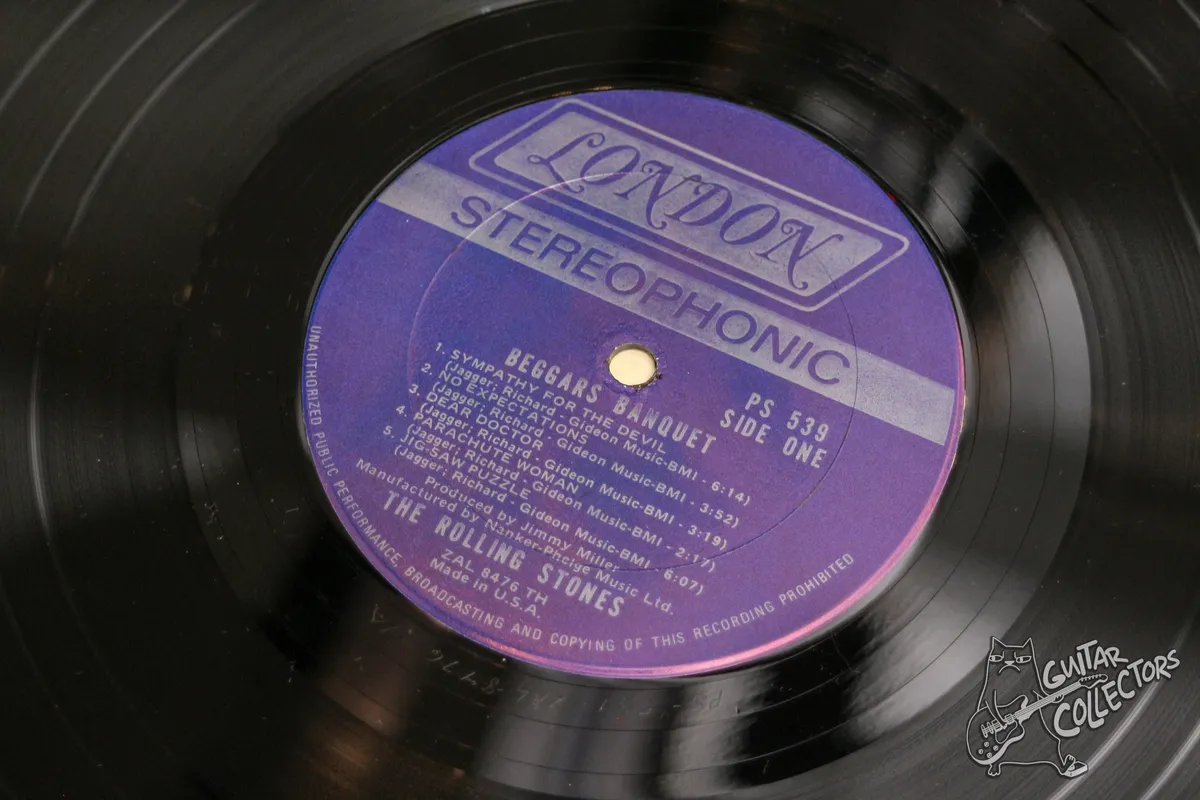 LONDON
STEREOPHONIC
PS 539
SIDE ONE
BEGGARS BANQUET
1. SYMPATHY FOR THE DEVIL
(Jagger; Richard - Gideon Music-BMI - 6:14)
2. NO EXPECTATIONS
(Jagger; Richard - Gideon Music-BMI - 3:52)
3. DEAR DOCTOR
(Jagger; Richard - Gideon Music-BMI - 3:19)
4. PARACHUTE WOMAN
(Jagger; Richard - Gideon Music-BMI - 2:17)
5. JIG-SAW PUZZLE
(Jagger; Richard - Gideon Music-BMI - 6:07)
Produced by Jimmy Miller
Manufactured by Nanker-Phelge Music Ltd.
THE ROLLING STONES
ZAL 8476 TH
Made in U.S.A.
UNAUTHORIZED PUBLIC PERFORMANCE, BROADCASTING AND COPYING OF THIS RECORDING PROHIBITED
GUITAR
COLLECTORS